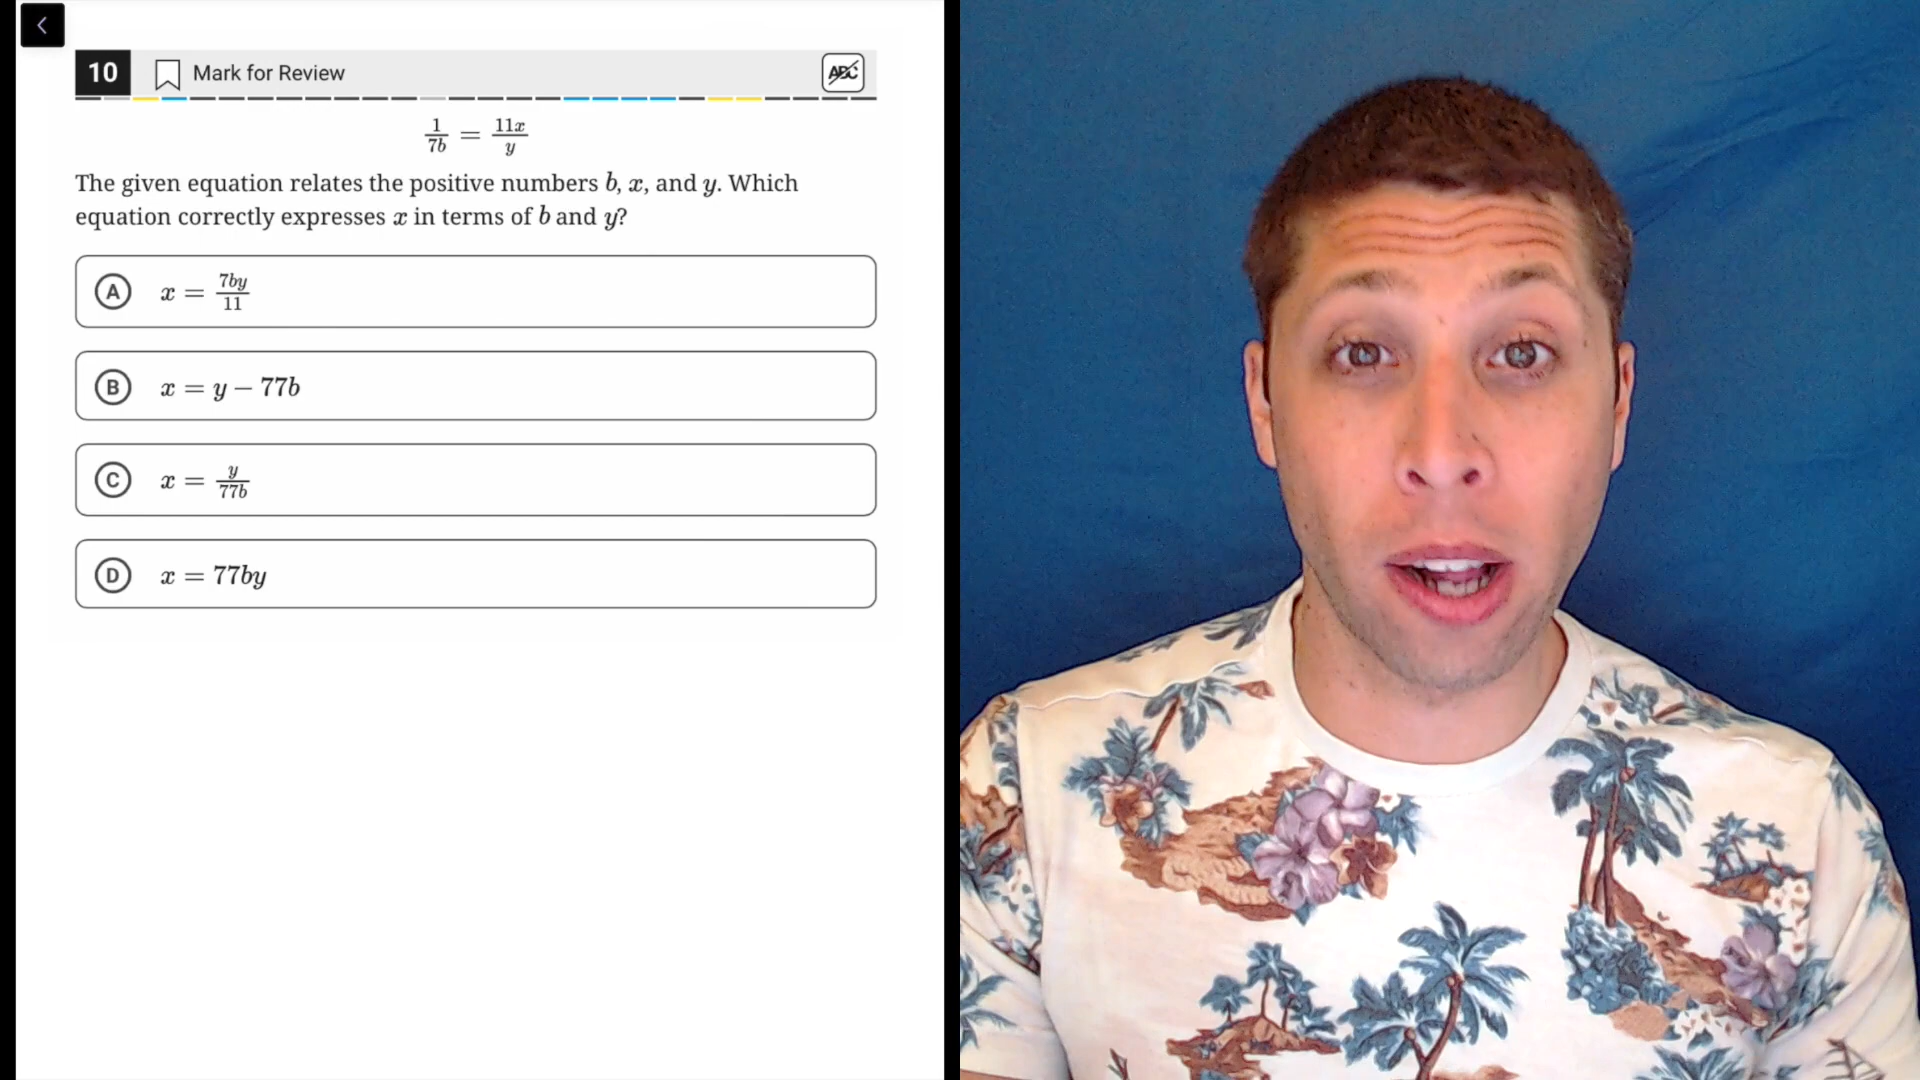 10 Mark for Review ABC
1/7b = 11x/y
The given equation relates the positive numbers b, x, and y. Which
equation correctly expresses x in terms of b and y?
A x = 7by/11
B x = y − 77b
C x = y/77b
D x = 77by